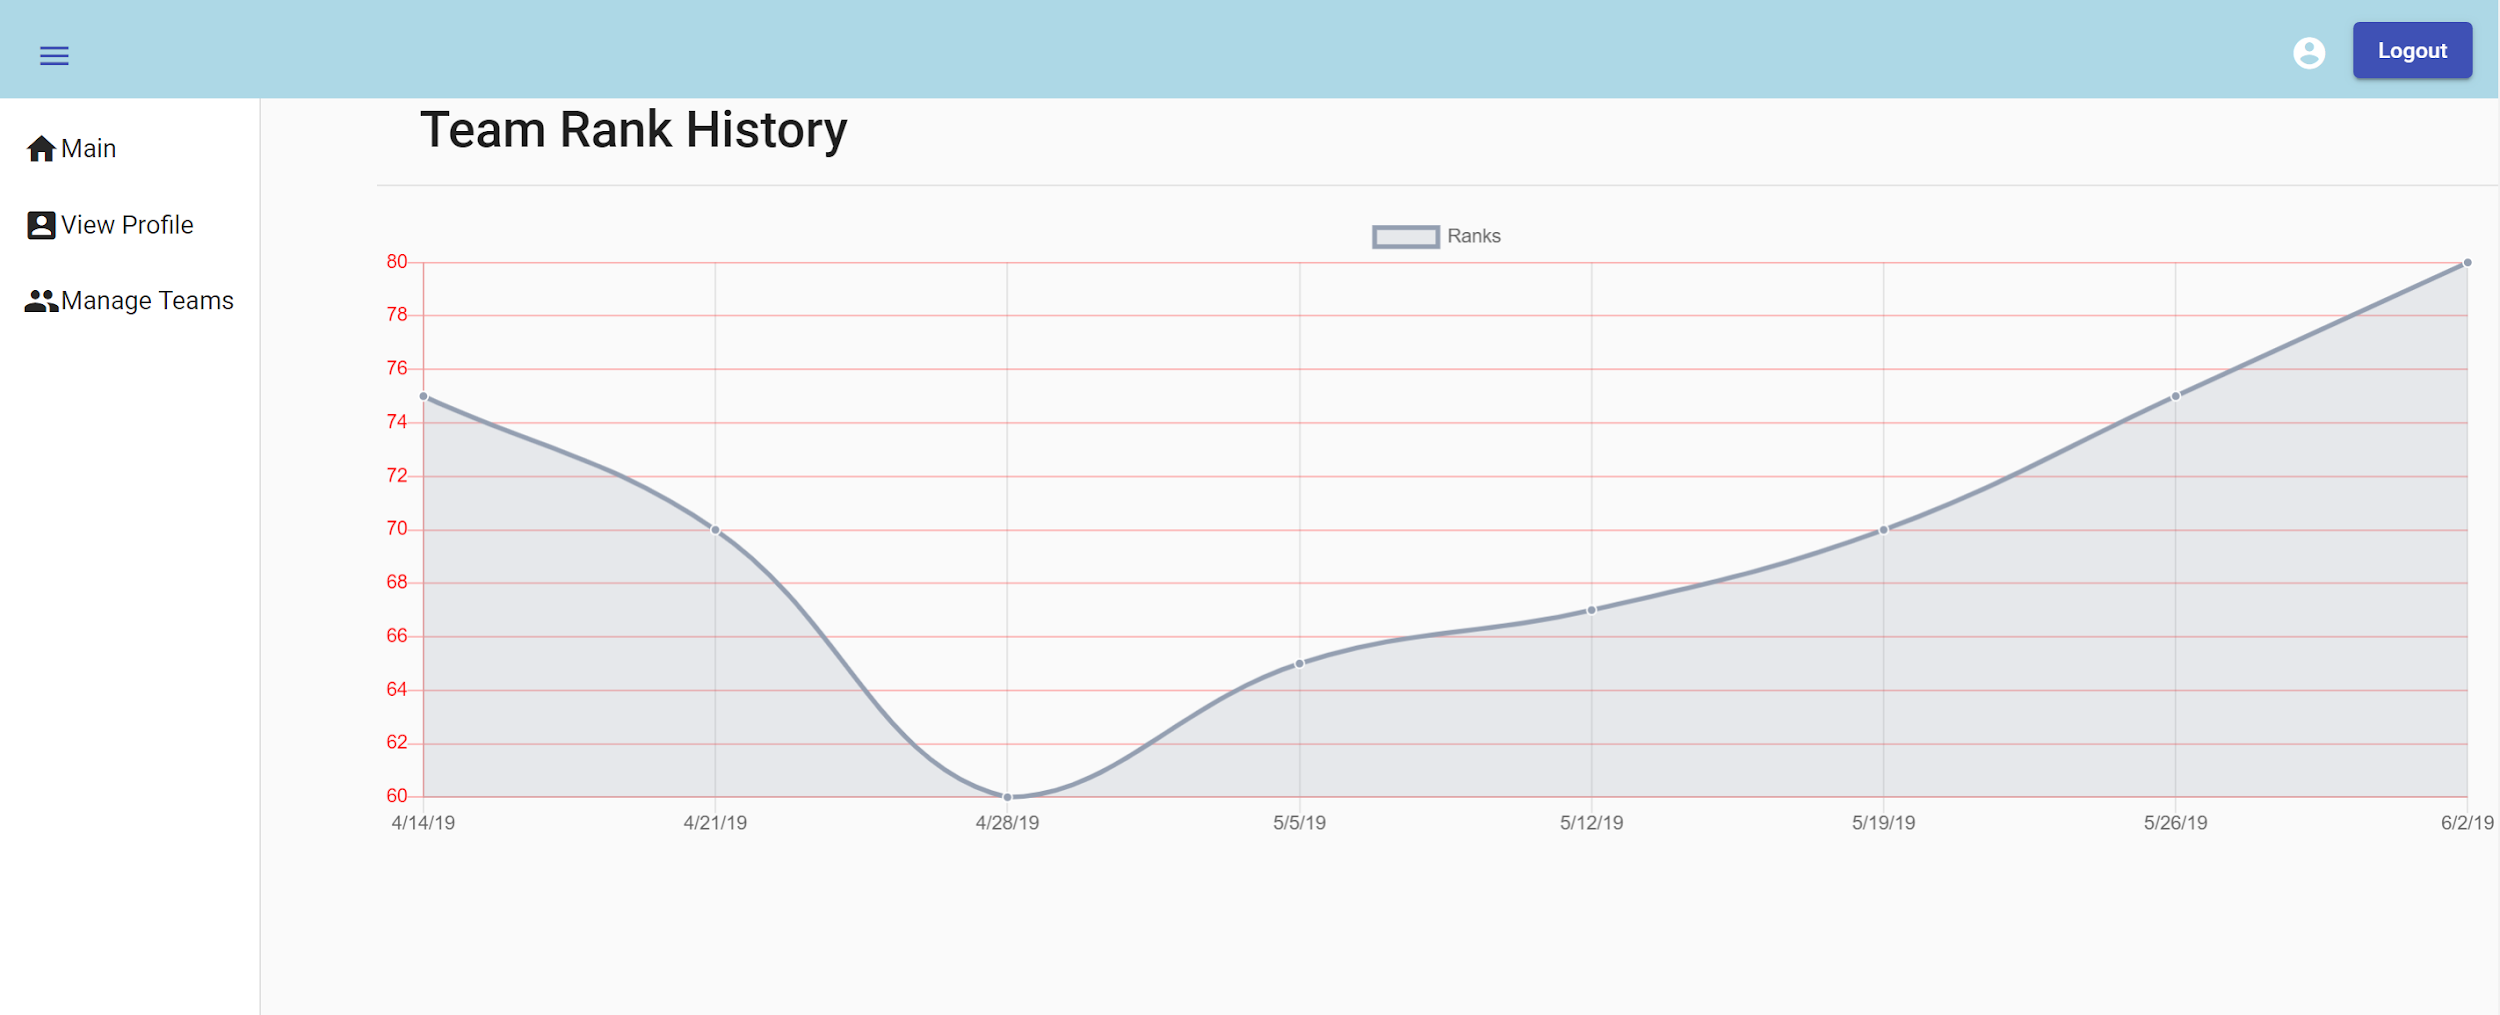 Logout
Main
View Profile
Manage Teams
Team Rank History
Ranks
80
78
76
74
72
70
68
66
64
62
60
4/14/19 4/21/19 4/28/19 5/5/19 5/12/19 5/19/19 5/26/19 6/2/19